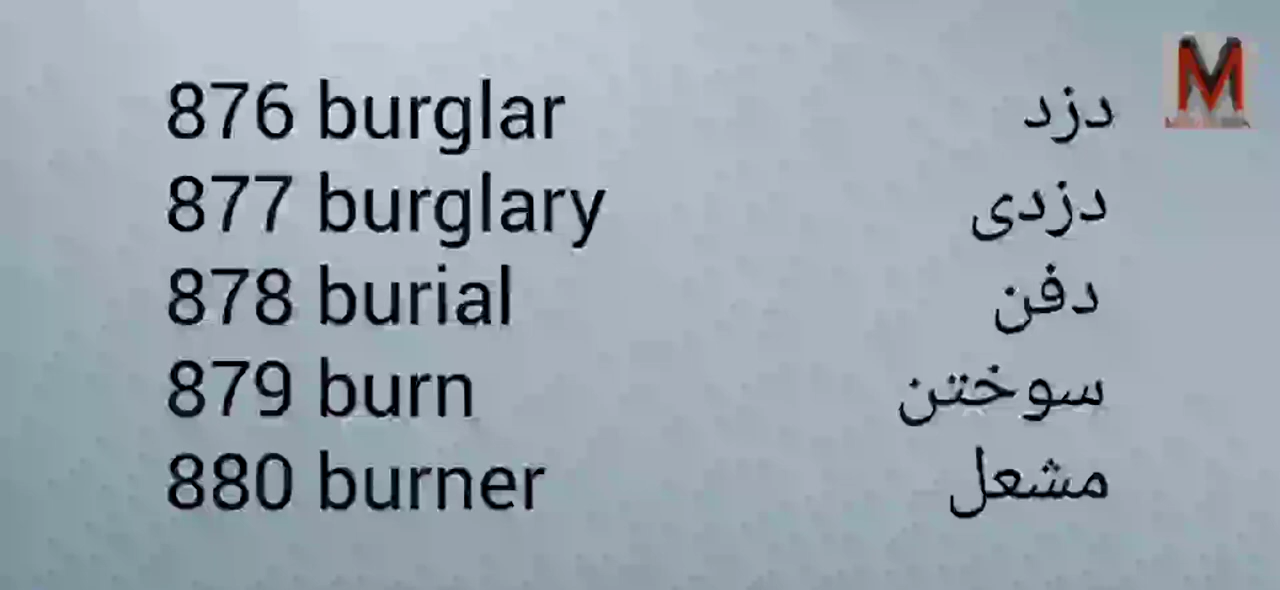 M
876 burglar دزد
877 burglary دزدی
878 burial دفن
879 burn سوختن
880 burner مشعل